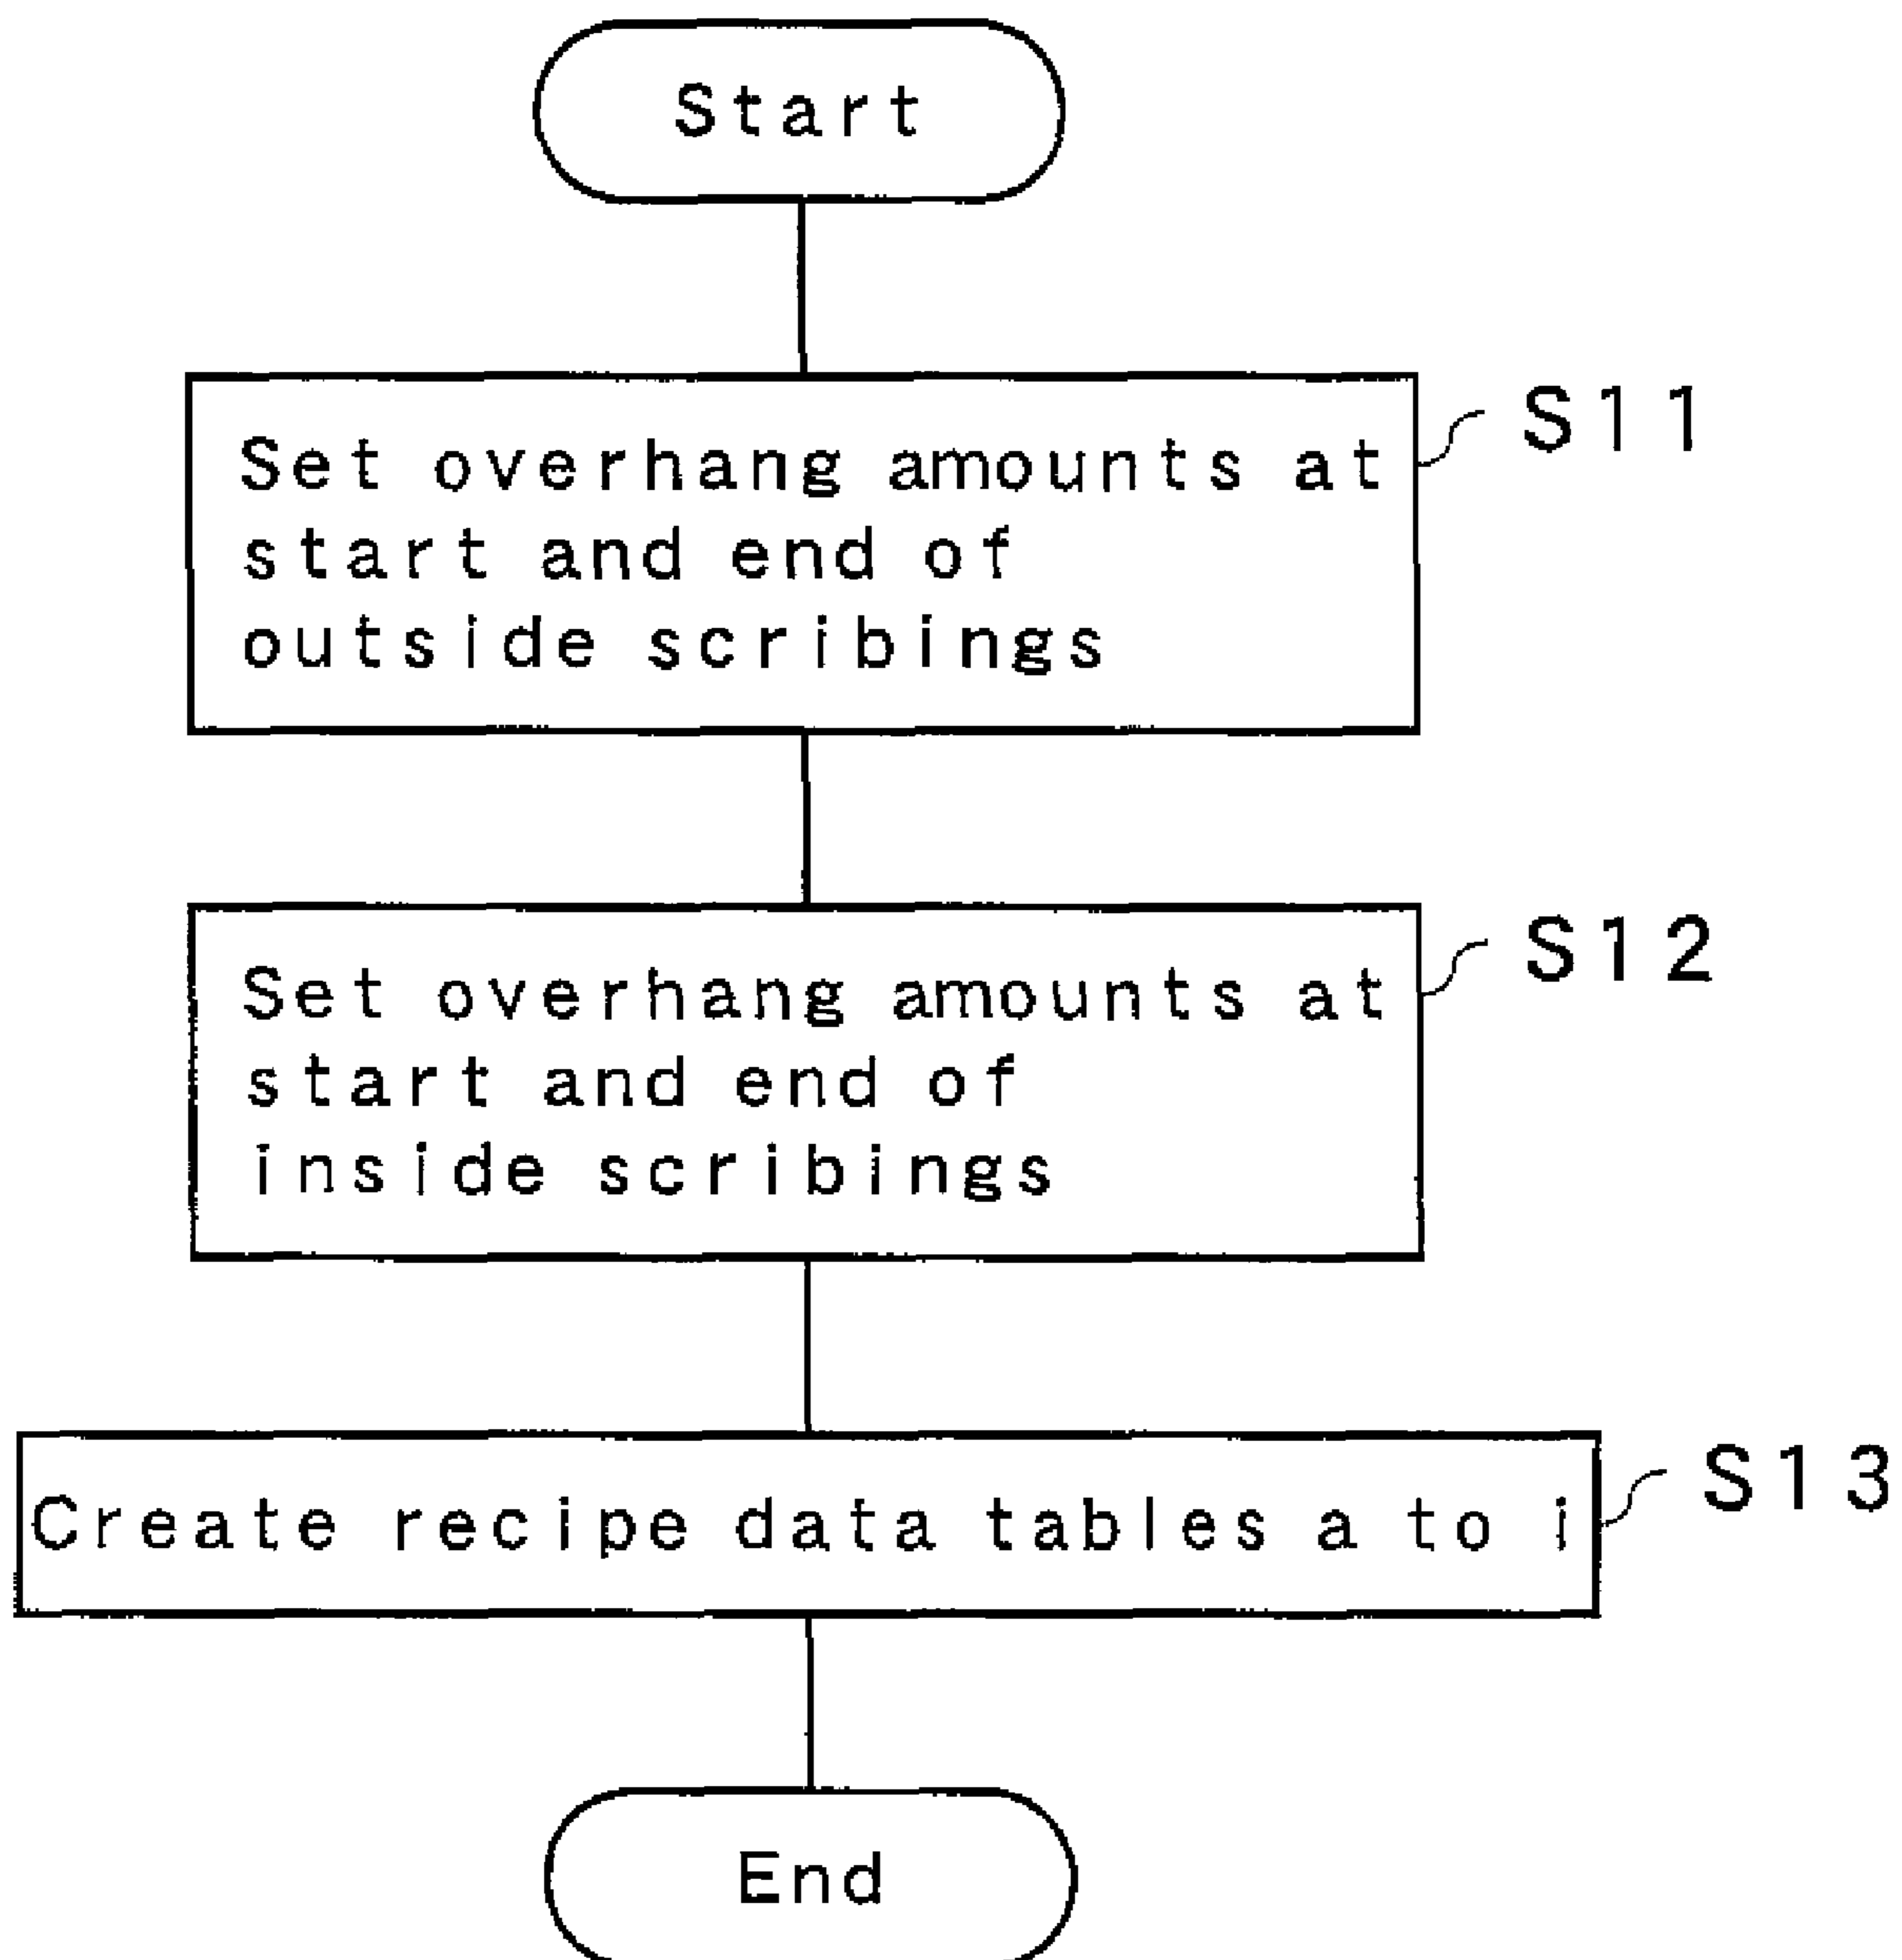 Start
Set overhang amounts at
start and end of
outside scribings
S11
Set overhang amounts at
start and end of
inside scribings
S12
Create recipe data tables a to i
S13
End